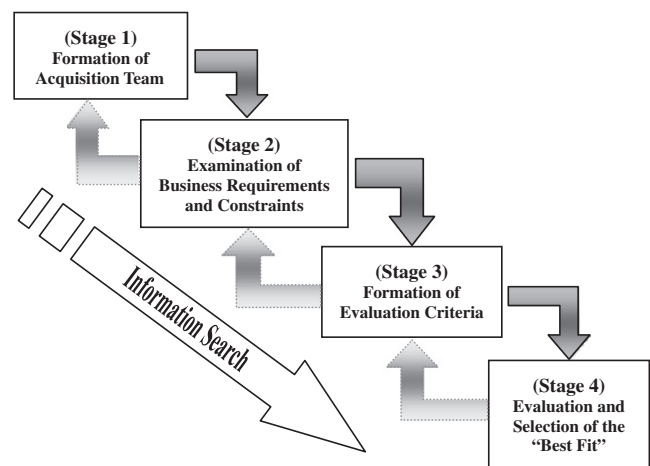 (Stage 1)
Formation of
Acquisition Team
(Stage 2)
Examination of
Business Requirements
and Constraints
(Stage 3)
Formation of
Evaluation Criteria
Information Search
(Stage 4)
Evaluation and
Selection of the
“Best Fit”